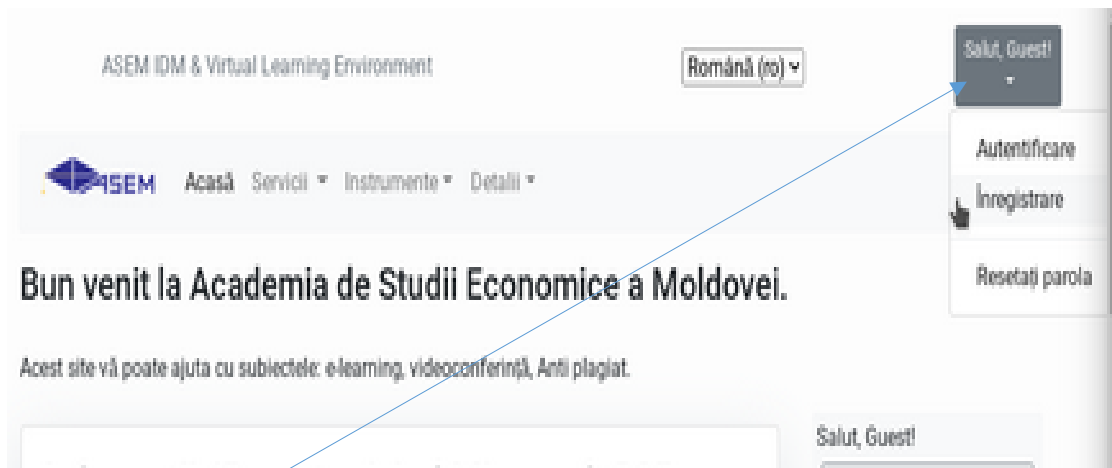 ASEM IDM & Virtual Learning Environment
Română (ro)
Salut, Guest!
Autentificare
Înregistrare
Resetați parola
ASEM Acasă Servicii Instrumente Detalii
Bun venit la Academia de Studii Economice a Moldovei.
Acest site vă poate ajuta cu subiectele: e-learning, videoconferință, Anti plagiat.
Salut, Guest!